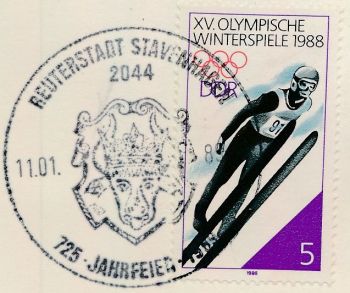 XV. OLYMPISCHE
WINTERSPIELE 1988
DDR
91
5
1988
REUTERSTADT STAVENHAGEN
2044
11.01.
725-JAHRFEIER